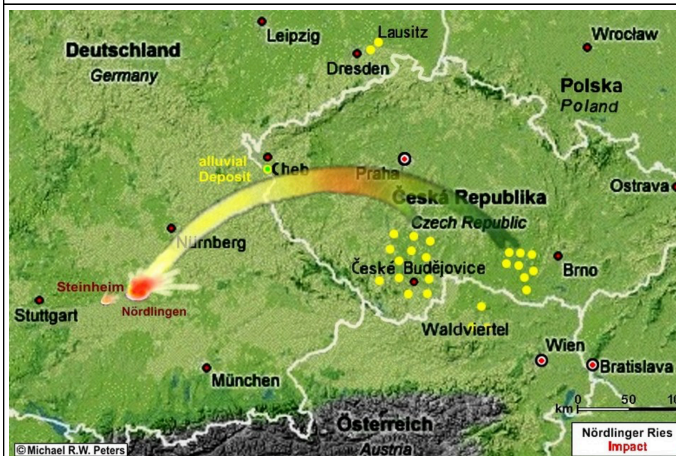 Leipzig
Lausitz
Wrocław
Deutschland
Germany
Dresden
Polska
Poland
alluvial
Deposit
Cheb
Praha
Ostrava
Česká Republika
Czech Republic
Nürnberg
České Budějovice
Brno
Steinheim
Nördlingen
Stuttgart
Waldviertel
Wien
Bratislava
München
km
0
50
Österreich
Austria
Nördlinger Ries
Impact
©Michael R.W. Peters